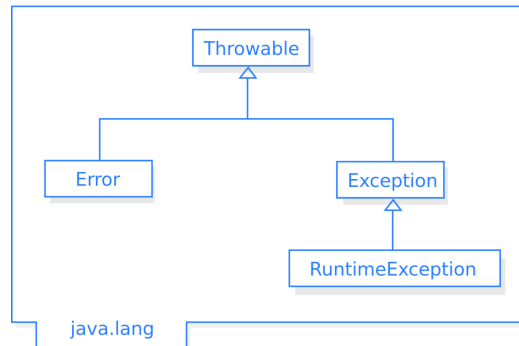 Throwable
Error
Exception
RuntimeException
java.lang